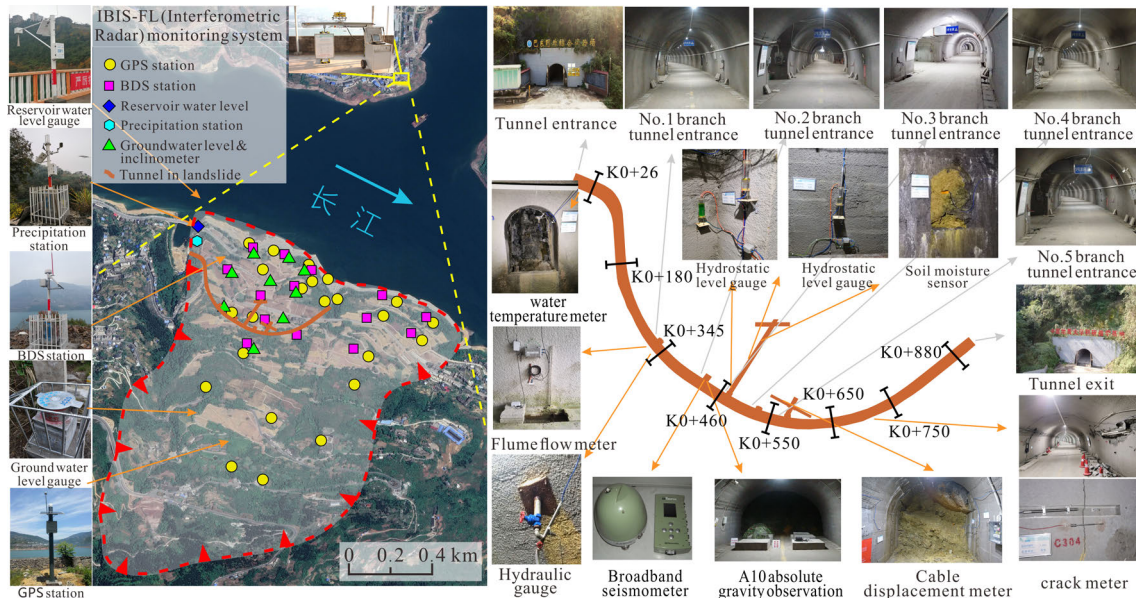 IBIS-FL (Interferometric
Radar) monitoring system
GPS station
BDS station
Reservoir water level
Precipitation station
Groundwater level &
inclinometer
Tunnel in landslide
Reservoir water
level gauge
Precipitation
station
BDS station
Ground water
level gauge
GPS station
长江
0 0.2 0.4 km
Tunnel entrance
No.1 branch
tunnel entrance
No.2 branch
tunnel entrance
No.3 branch
tunnel entrance
No.4 branch
tunnel entrance
No.5 branch
tunnel entrance
K0+26
K0+180
K0+345
K0+460
K0+550
K0+650
K0+750
K0+880
water
temperature meter
Hydrostatic
level gauge
Hydrostatic
level gauge
Soil moisture
sensor
Flume flow meter
Tunnel exit
Hydraulic
gauge
Broadband
seismometer
A10 absolute
gravity observation
Cable
displacement meter
C304
crack meter